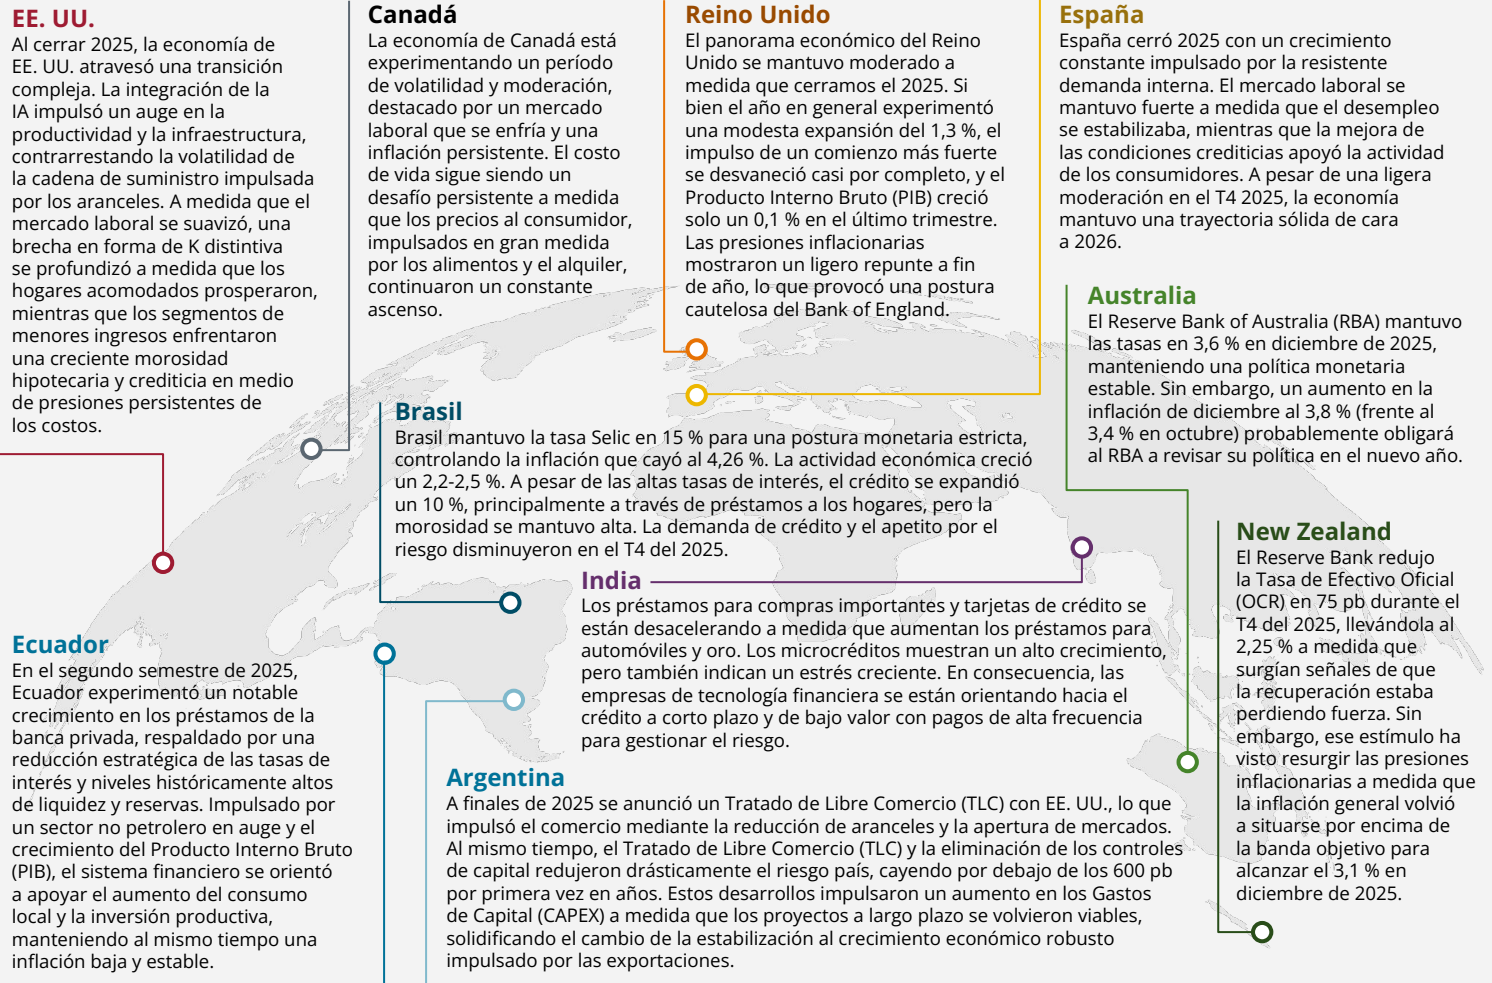 EE. UU.
Al cerrar 2025, la economía de
EE. UU. atravesó una transición
compleja. La integración de la
IA impulsó un auge en la
productividad y la infraestructura,
contrarrestando la volatilidad de
la cadena de suministro impulsada
por los aranceles. A medida que el
mercado laboral se suavizó, una
brecha en forma de K distintiva
se profundizó a medida que los
hogares acomodados prosperaron,
mientras que los segmentos de
menores ingresos enfrentaron
una creciente morosidad
hipotecaria y crediticia en medio
de presiones persistentes de
los costos.
Canadá
La economía de Canadá está
experimentando un período
de volatilidad y moderación,
destacado por un mercado
laboral que se enfría y una
inflación persistente. El costo
de vida sigue siendo un
desafío persistente a medida
que los precios al consumidor,
impulsados en gran medida
por los alimentos y el alquiler,
continuaron un constante
ascenso.
Reino Unido
El panorama económico del Reino
Unido se mantuvo moderado a
medida que cerramos el 2025. Si
bien el año en general experimentó
una modesta expansión del 1,3 %, el
impulso de un comienzo más fuerte
se desvaneció casi por completo, y el
Producto Interno Bruto (PIB) creció
solo un 0,1 % en el último trimestre.
Las presiones inflacionarias
mostraron un ligero repunte a fin
de año, lo que provocó una postura
cautelosa del Bank of England.
España
España cerró 2025 con un crecimiento
constante impulsado por la resistente
demanda interna. El mercado laboral se
mantuvo fuerte a medida que el desempleo
se estabilizaba, mientras que la mejora de
las condiciones crediticias apoyó la actividad
de los consumidores. A pesar de una ligera
moderación en el T4 2025, la economía
mantuvo una trayectoria sólida de cara
a 2026.
Australia
El Reserve Bank of Australia (RBA) mantuvo
las tasas en 3,6 % en diciembre de 2025,
manteniendo una política monetaria
estable. Sin embargo, un aumento en la
inflación de diciembre al 3,8 % (frente al
3,4 % en octubre) probablemente obligará
al RBA a revisar su política en el nuevo año.
Brasil
Brasil mantuvo la tasa Selic en 15 % para una postura monetaria estricta,
controlando la inflación que cayó al 4,26 %. La actividad económica creció
un 2,2-2,5 %. A pesar de las altas tasas de interés, el crédito se expandió
un 10 %, principalmente a través de préstamos a los hogares, pero la
morosidad se mantuvo alta. La demanda de crédito y el apetito por el
riesgo disminuyeron en el T4 del 2025.
New Zealand
El Reserve Bank redujo
la Tasa de Efectivo Oficial
(OCR) en 75 pb durante el
T4 del 2025, llevándola al
2,25 % a medida que
surgían señales de que
la recuperación estaba
perdiendo fuerza. Sin
embargo, ese estímulo ha
visto resurgir las presiones
inflacionarias a medida que
la inflación general volvió
a situarse por encima de
la banda objetivo para
alcanzar el 3,1 % en
diciembre de 2025.
India
Los préstamos para compras importantes y tarjetas de crédito se
están desacelerando a medida que aumentan los préstamos para
automóviles y oro. Los microcréditos muestran un alto crecimiento,
pero también indican un estrés creciente. En consecuencia, las
empresas de tecnología financiera se están orientando hacia el
crédito a corto plazo y de bajo valor con pagos de alta frecuencia
para gestionar el riesgo.
Ecuador
En el segundo semestre de 2025,
Ecuador experimentó un notable
crecimiento en los préstamos de la
banca privada, respaldado por una
reducción estratégica de las tasas de
interés y niveles históricamente altos
de liquidez y reservas. Impulsado por
un sector no petrolero en auge y el
crecimiento del Producto Interno Bruto
(PIB), el sistema financiero se orientó
a apoyar el aumento del consumo
local y la inversión productiva,
manteniendo al mismo tiempo una
inflación baja y estable.
Argentina
A finales de 2025 se anunció un Tratado de Libre Comercio (TLC) con EE. UU., lo que
impulsó el comercio mediante la reducción de aranceles y la apertura de mercados.
Al mismo tiempo, el Tratado de Libre Comercio (TLC) y la eliminación de los controles
de capital redujeron drásticamente el riesgo país, cayendo por debajo de los 600 pb
por primera vez en años. Estos desarrollos impulsaron un aumento en los Gastos
de Capital (CAPEX) a medida que los proyectos a largo plazo se volvieron viables,
solidificando el cambio de la estabilización al crecimiento económico robusto
impulsado por las exportaciones.